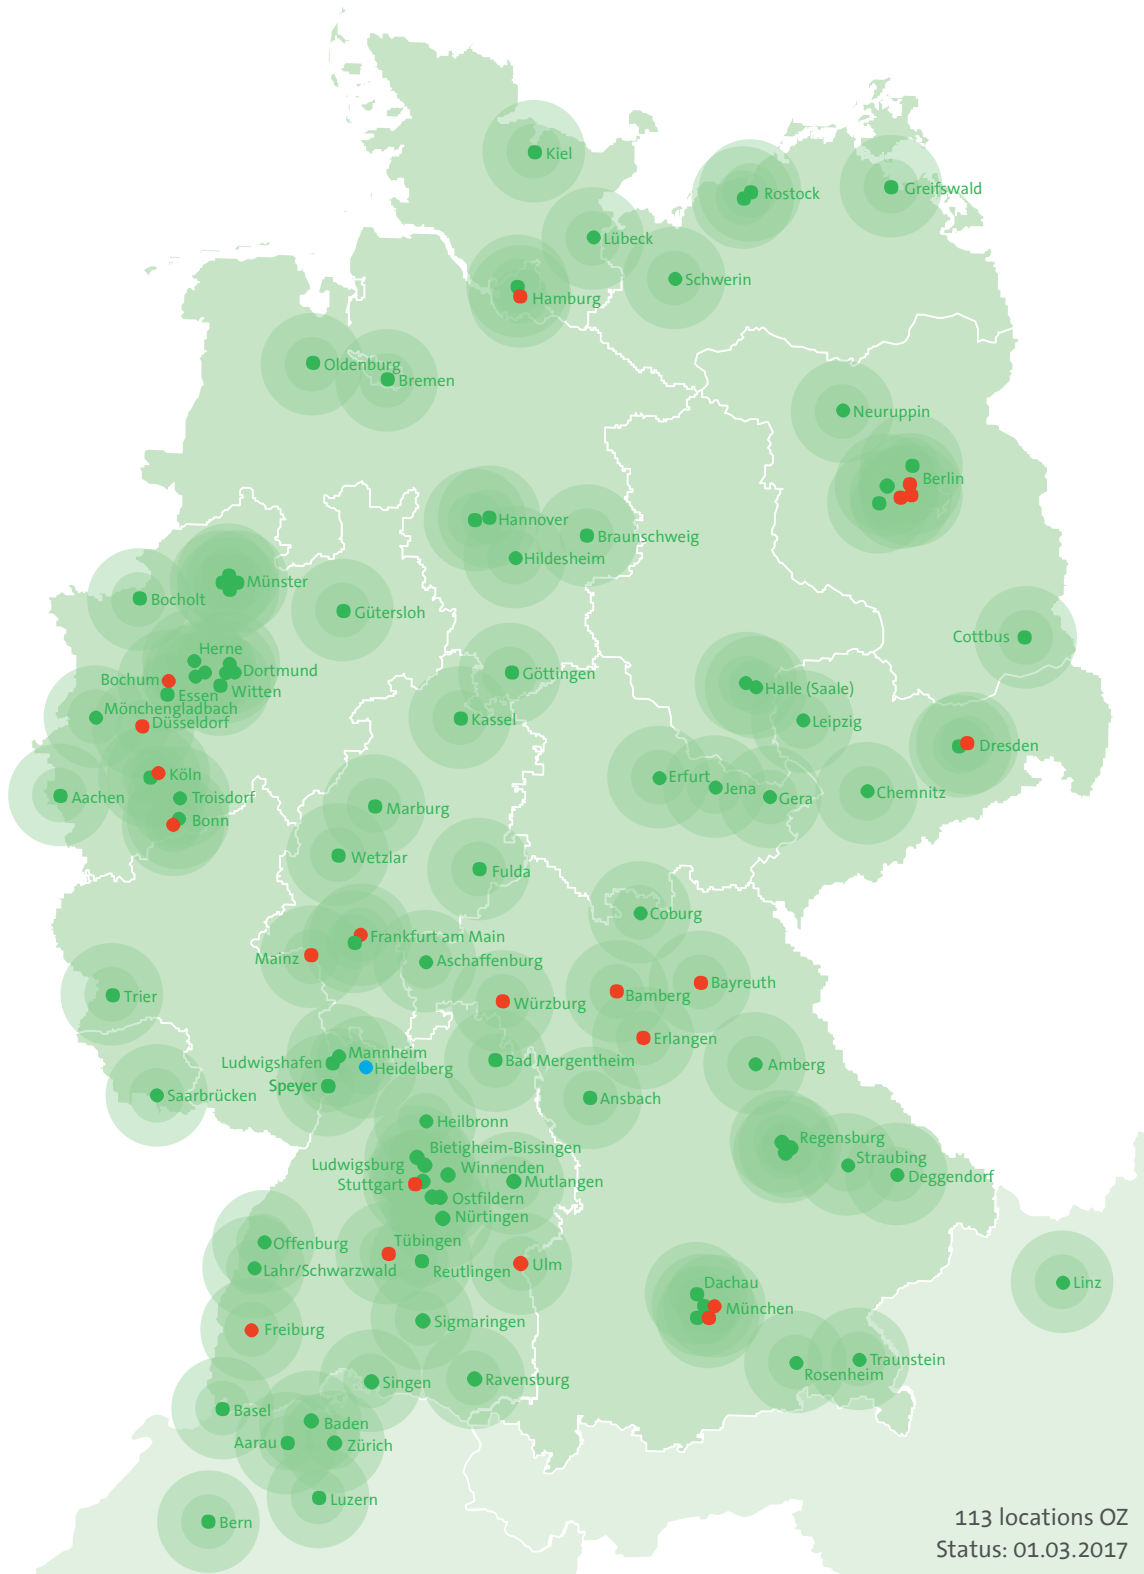 Kiel
Rostock
Greifswald
Lübeck
Schwerin
Hamburg
Oldenburg
Bremen
Neuruppin
Berlin
Hannover
Braunschweig
Hildesheim
Münster
Bocholt
Gütersloh
Cottbus
Herne
Dortmund
Bochum
Essen
Witten
Göttingen
Halle (Saale)
Mönchengladbach
Düsseldorf
Kassel
Leipzig
Dresden
Köln
Aachen
Troisdorf
Bonn
Erfurt
Jena
Gera
Chemnitz
Marburg
Wetzlar
Fulda
Coburg
Frankfurt am Main
Mainz
Aschaffenburg
Bayreuth
Trier
Würzburg
Bamberg
Erlangen
Mannheim
Ludwigshafen
Heidelberg
Bad Mergentheim
Amberg
Speyer
Saarbrücken
Ansbach
Heilbronn
Regensburg
Bietigheim-Bissingen
Straubing
Ludwigsburg
Winnenden
Deggendorf
Stuttgart
Mutlangen
Ostfildern
Nürtingen
Offenburg
Tübingen
Lahr/Schwarzwald
Reutlingen
Ulm
Dachau
Linz
München
Freiburg
Sigmaringen
Traunstein
Rosenheim
Singen
Ravensburg
Basel
Baden
Aarau
Zürich
Luzern
Bern
113 locations OZ
Status: 01.03.2017